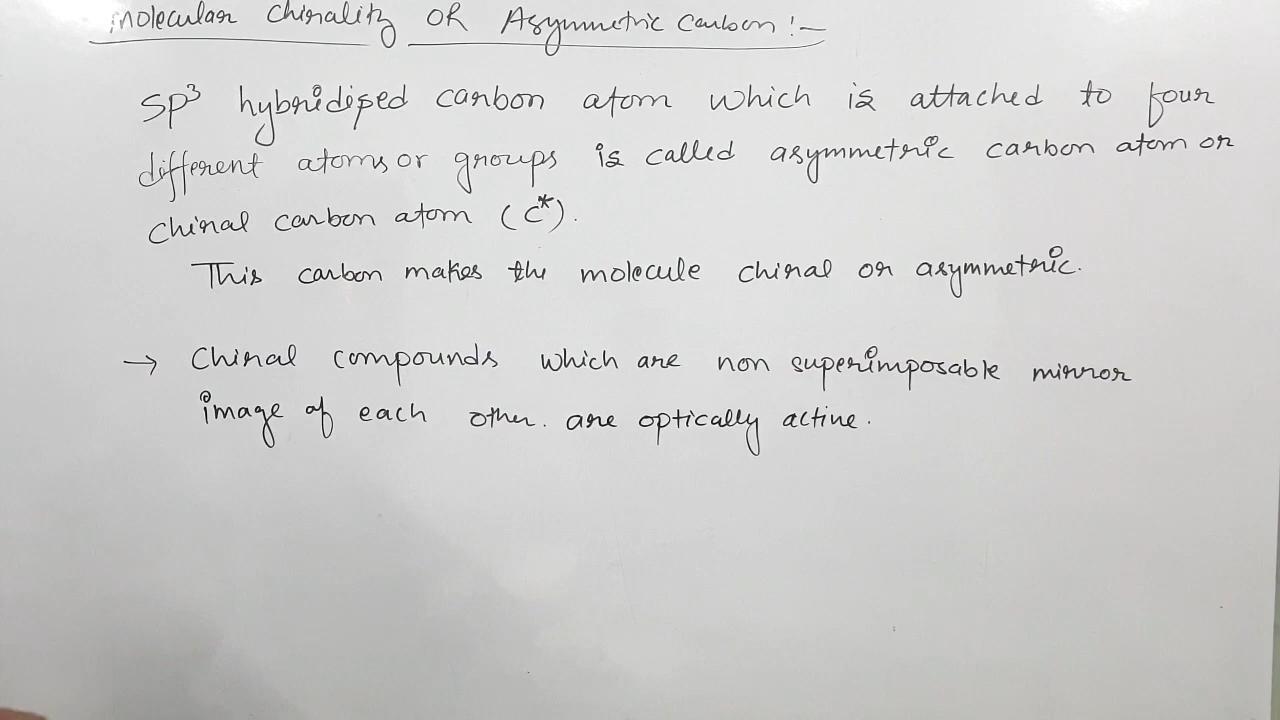 Molecular Chirality OR Asymmetric Carbon :-
SP³ hybridised carbon atom which is attached to four
different atoms or groups is called asymmetric carbon atom or
chiral carbon atom (C*).
This carbon makes the molecule chiral or asymmetric.
→ Chiral compounds which are non superimposable mirror
image of each other. are optically active.